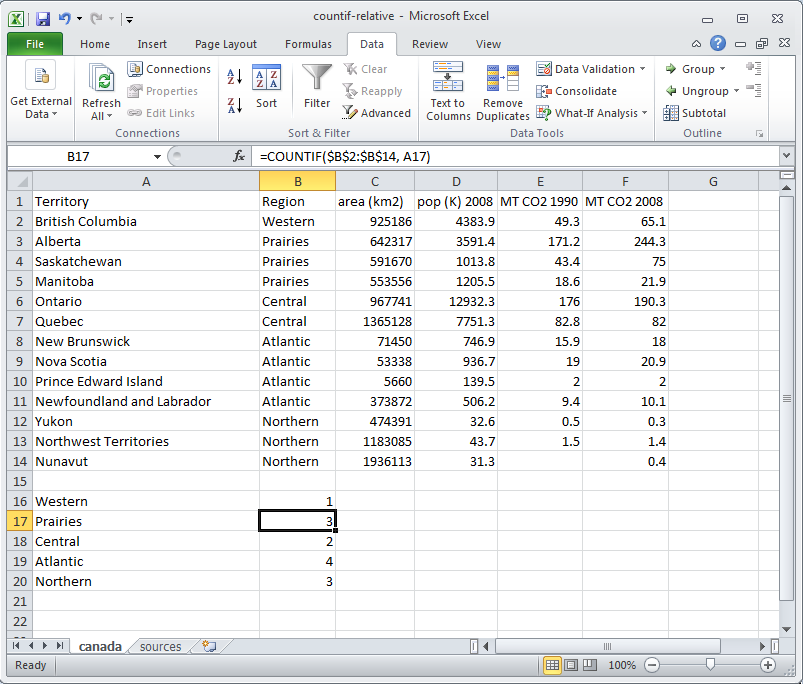 countif-relative - Microsoft Excel
File Home Insert Page Layout Formulas Data Review View
Get External Data
Refresh All
Connections
Properties
Edit Links
Connections
Sort
Filter
Clear
Reapply
Advanced
Sort & Filter
Text to Columns
Remove Duplicates
Data Validation
Consolidate
What-If Analysis
Data Tools
Group
Ungroup
Subtotal
Outline
B17 fx =COUNTIF($B$2:$B$14, A17)
A B C D E F G
1 Territory Region area (km2) pop (K) 2008 MT CO2 1990 MT CO2 2008
2 British Columbia Western 925186 4383.9 49.3 65.1
3 Alberta Prairies 642317 3591.4 171.2 244.3
4 Saskatchewan Prairies 591670 1013.8 43.4 75
5 Manitoba Prairies 553556 1205.5 18.6 21.9
6 Ontario Central 967741 12932.3 176 190.3
7 Quebec Central 1365128 7751.3 82.8 82
8 New Brunswick Atlantic 71450 746.9 15.9 18
9 Nova Scotia Atlantic 53338 936.7 19 20.9
10 Prince Edward Island Atlantic 5660 139.5 2 2
11 Newfoundland and Labrador Atlantic 373872 506.2 9.4 10.1
12 Yukon Northern 474391 32.6 0.5 0.3
13 Northwest Territories Northern 1183085 43.7 1.5 1.4
14 Nunavut Northern 1936113 31.3 0.4
15
16 Western 1
17 Prairies 3
18 Central 2
19 Atlantic 4
20 Northern 3
21
22
canada sources
Ready 100%